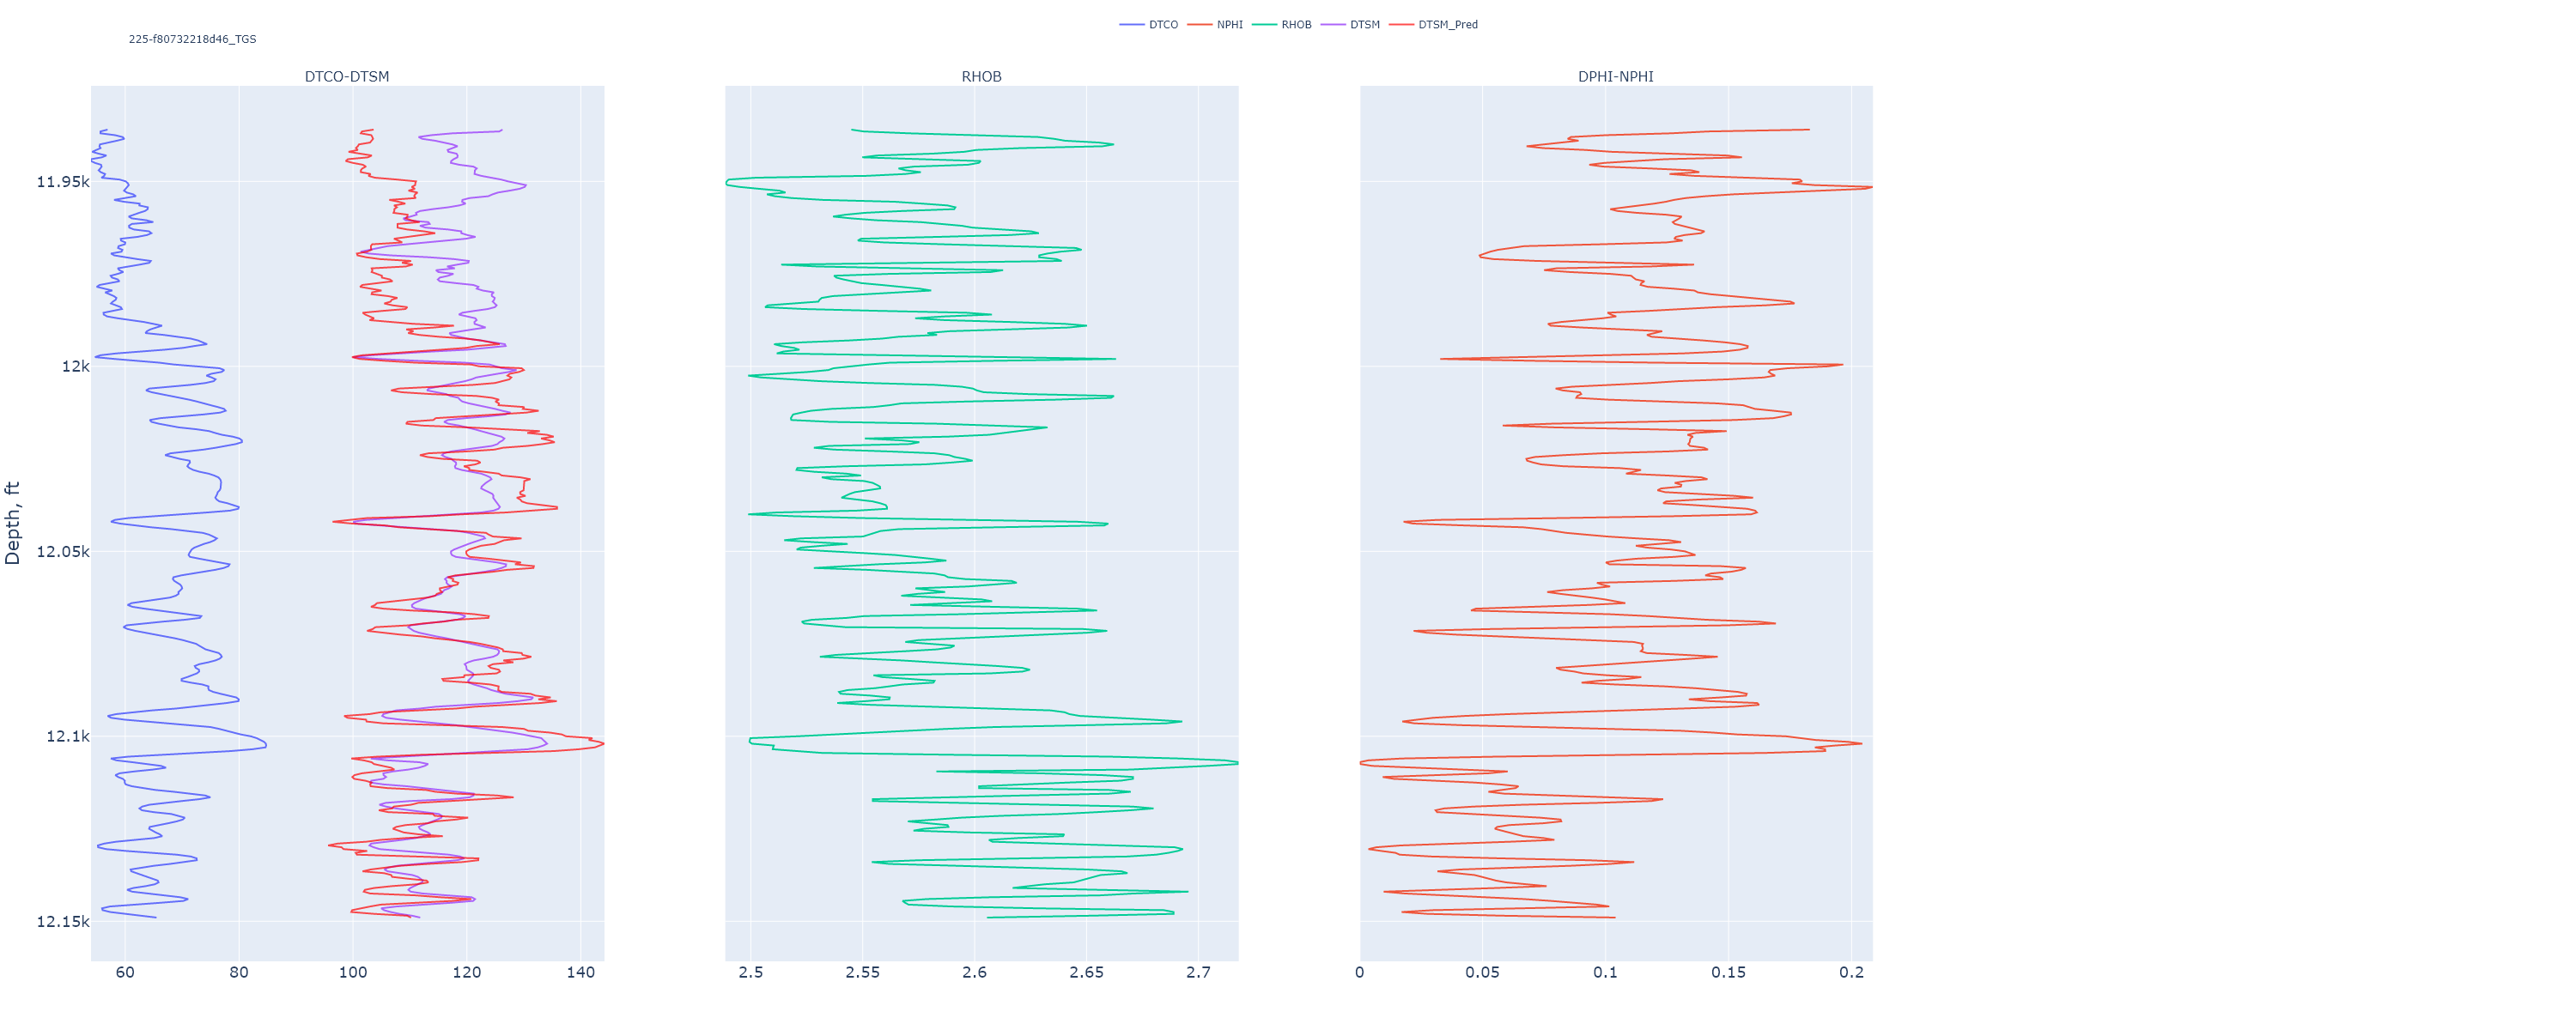 DTCO NPHI RHOB DTSM DTSM_Pred
225-f80732218d46_TGS
DTCO-DTSM RHOB DPHI-NPHI
Depth, ft
11.95k
12k
12.05k
12.1k
12.15k
60 80 100 120 140
2.5 2.55 2.6 2.65 2.7
0 0.05 0.1 0.15 0.2